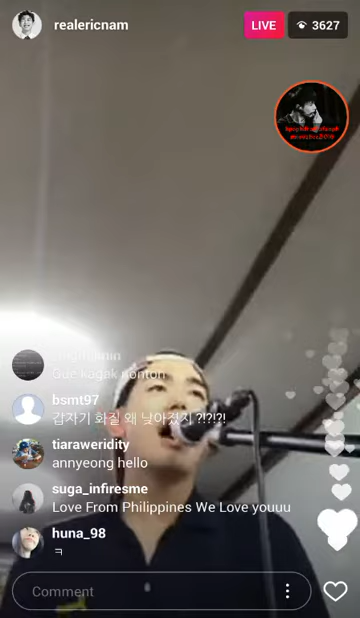 realericnam
LIVE
3627
Gue kagak nonton
bsmt97
갑자기 화질 왜 낮아졌지 ?!?!?!
tiaraweridity
annyeong hello
suga_infiresme
Love From Philippines We Love youuu
huna_98
ㅋ
Comment